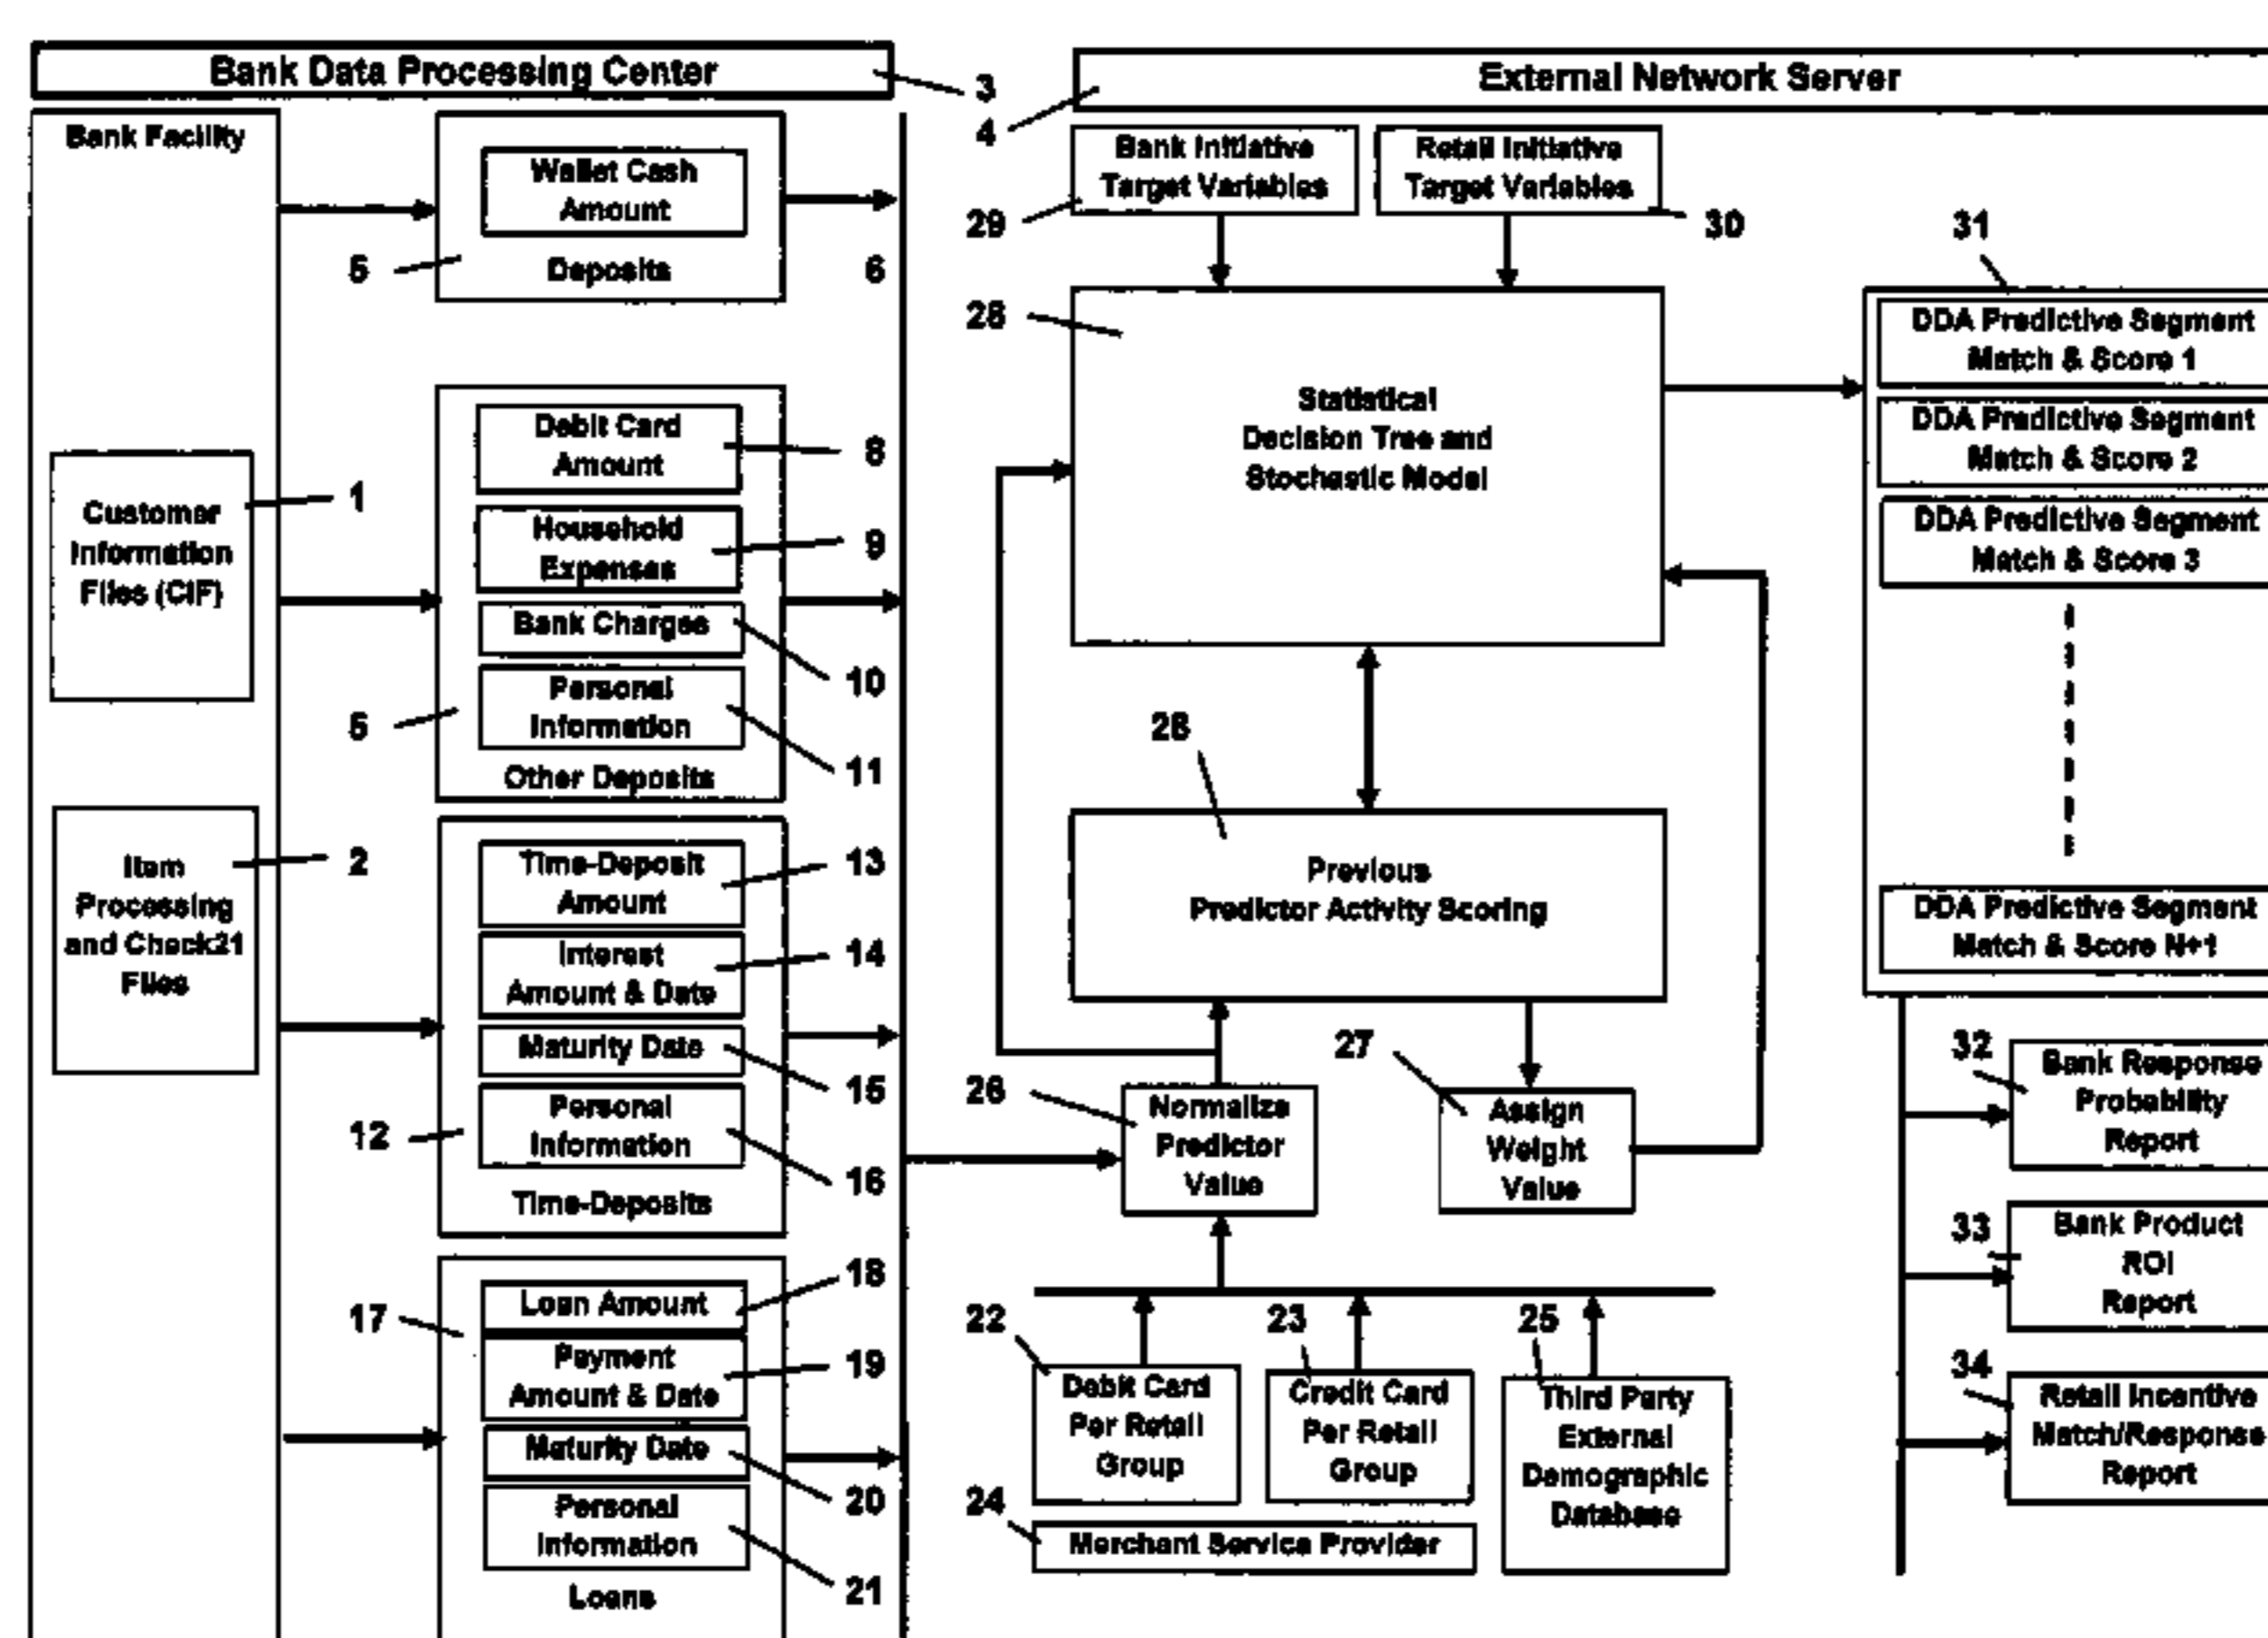 Bank Data Processing Center
3
Bank Facility
Wallet Cash
Amount
Deposits
5
6
Customer
Information
Files (CIF)
1
Debit Card
Amount
8
Household
Expenses
9
Bank Charges
10
Personal
Information
11
Other Deposits
5
Item
Processing
and Check21
Files
2
Time-Deposit
Amount
13
Interest
Amount & Date
14
Maturity Date
15
Personal
Information
16
12
Time-Deposits
17
Loan Amount
18
Payment
Amount & Date
19
Maturity Date
20
Personal
Information
21
Loans
External Network Server
4
Bank Initiative
Target Variables
29
Retail Initiative
Target Variables
30
Statistical
Decision Tree and
Stochastic Model
Previous
Predictor Activity Scoring
26
Normalize
Predictor
Value
27
Assign
Weight
Value
22
Debit Card
Per Retail
Group
23
Credit Card
Per Retail
Group
25
Third Party
External
Demographic
Database
24
Merchant Service Provider
31
DDA Predictive Segment
Match & Score 1
DDA Predictive Segment
Match & Score 2
DDA Predictive Segment
Match & Score 3
DDA Predictive Segment
Match & Score N+1
32
Bank Response
Probability
Report
33
Bank Product
ROI
Report
34
Retail Incentive
Match/Response
Report